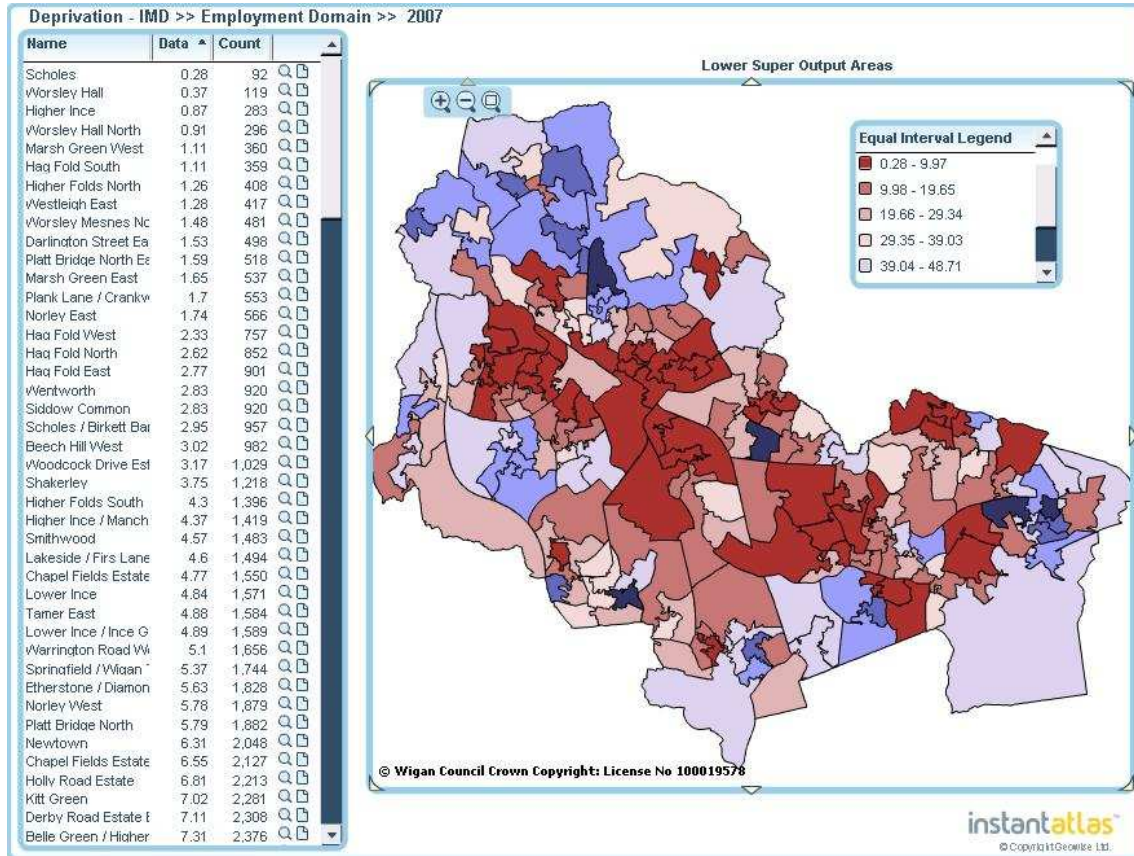 Deprivation - IMD >> Employment Domain >> 2007
Name Data Count
Scholes 0.28 92
Worsley Hall 0.37 119
Higher Ince 0.87 283
Worsley Hall North 0.91 296
Marsh Green West 1.11 360
Hag Fold South 1.11 359
Higher Folds North 1.26 408
Westleigh East 1.28 417
Worsley Mesnes Nc 1.48 481
Darlington Street Ea 1.53 498
Platt Bridge North Ea 1.59 518
Marsh Green East 1.65 537
Plank Lane / Crankw 1.7 553
Norley East 1.74 566
Hag Fold West 2.33 757
Hag Fold North 2.62 852
Hag Fold East 2.77 901
Wentworth 2.83 920
Siddow Common 2.83 920
Scholes / Birkett Bar 2.95 957
Beech Hill West 3.02 982
Woodcock Drive Est 3.17 1,029
Shakerley 3.75 1,218
Higher Folds South 4.3 1,396
Higher Ince / Manch 4.37 1,419
Smithwood 4.57 1,483
Lakeside / Firs Lane 4.6 1,494
Chapel Fields Estate 4.77 1,550
Lower Ince 4.84 1,571
Tamer East 4.88 1,584
Lower Ince / Ince G 4.89 1,589
Warrington Road Wi 5.1 1,656
Springfield / Wigan 5.37 1,744
Etherstone / Diamon 5.63 1,828
Norley West 5.78 1,879
Platt Bridge North 5.79 1,882
Newtown 6.31 2,048
Chapel Fields Estate 6.55 2,127
Holly Road Estate 6.81 2,213
Kitt Green 7.02 2,281
Derby Road Estate 7.11 2,308
Belle Green / Higher 7.31 2,376
Lower Super Output Areas
Equal Interval Legend
0.28 - 9.97
9.98 - 19.65
19.66 - 29.34
29.35 - 39.03
39.04 - 48.71
© Wigan Council Crown Copyright: License No 100019578
instantatlas
© Copyright Geowise Ltd.